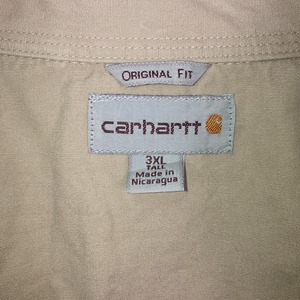 ORIGINAL FIT
carhartt
3XL
TALL
Made in
Nicaragua